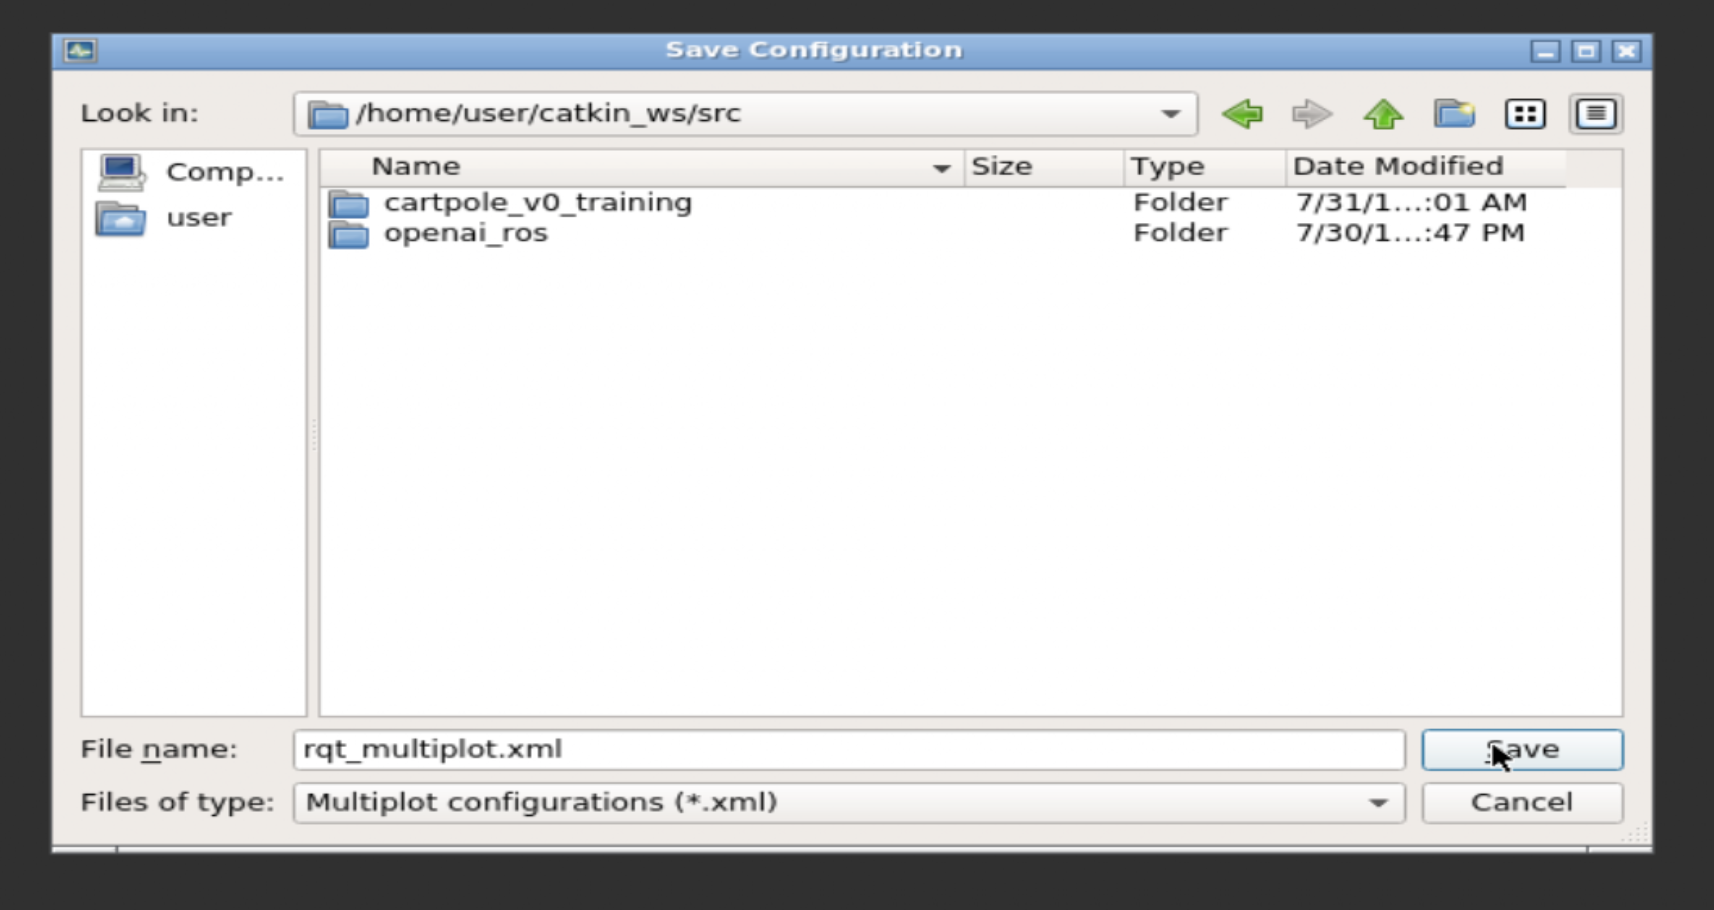 Save Configuration
Look in: /home/user/catkin_ws/src
Comp...
user
Name Size Type Date Modified
cartpole_v0_training Folder 7/31/1...:01 AM
openai_ros Folder 7/30/1...:47 PM
File name: rqt_multiplot.xml Save
Files of type: Multiplot configurations (*.xml) Cancel